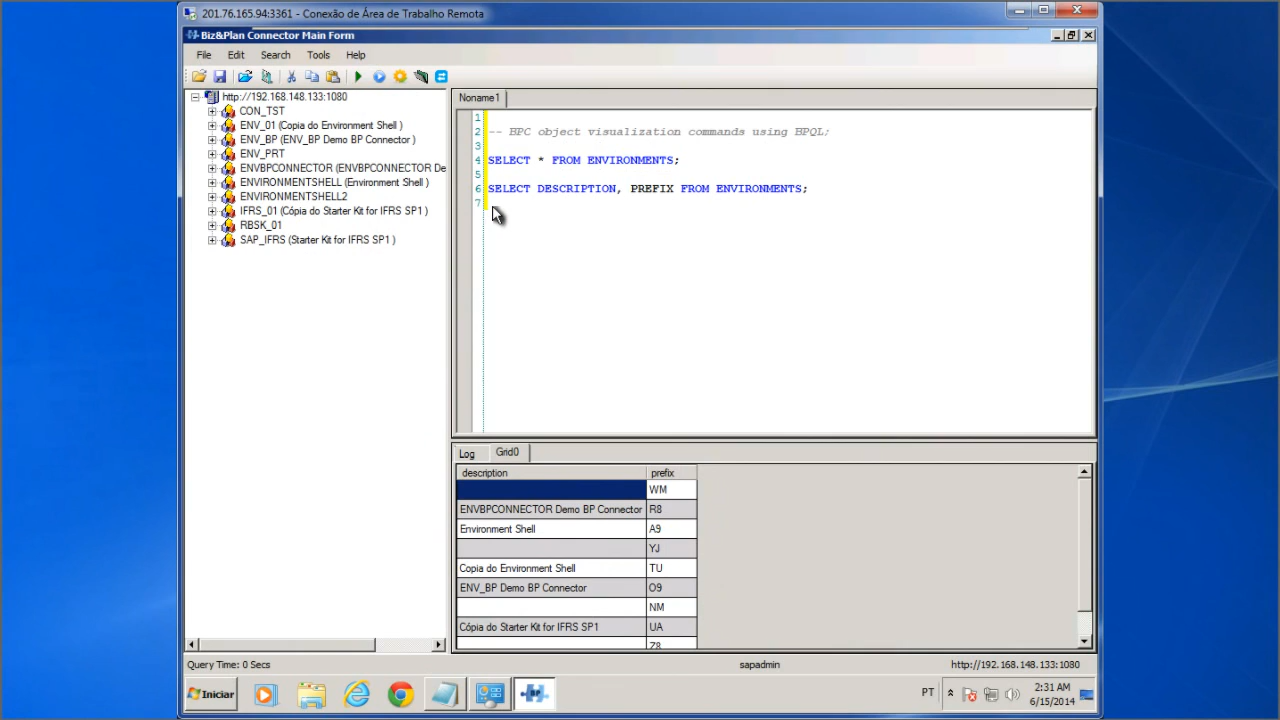 201.76.165.94:3361 - Conexão de Área de Trabalho Remota
Biz&Plan Connector Main Form
File Edit Search Tools Help
http://192.168.148.133:1080
CON_TST
ENV_01 (Copia do Environment Shell )
ENV_BP (ENV_BP Demo BP Connector )
ENV_PRT
ENVBPCONNECTOR (ENVBPCONNECTOR De
ENVIRONMENTSHELL (Environment Shell )
ENVIRONMENTSHELL2
IFRS_01 (Cópia do Starter Kit for IFRS SP1 )
RBSK_01
SAP_IFRS (Starter Kit for IFRS SP1 )
Noname1
1
2 -- BPC object visualization commands using BPQL;
3
4 SELECT * FROM ENVIRONMENTS;
5
6 SELECT DESCRIPTION, PREFIX FROM ENVIRONMENTS;
7
Log Grid0
description prefix
WM
ENVBPCONNECTOR Demo BP Connector R8
Environment Shell A9
YJ
Copia do Environment Shell TU
ENV_BP Demo BP Connector O9
NM
Cópia do Starter Kit for IFRS SP1 UA
Z8
Query Time: 0 Secs sapadmin http://192.168.148.133:1080
Iniciar BP PT 2:31 AM
6/15/2014